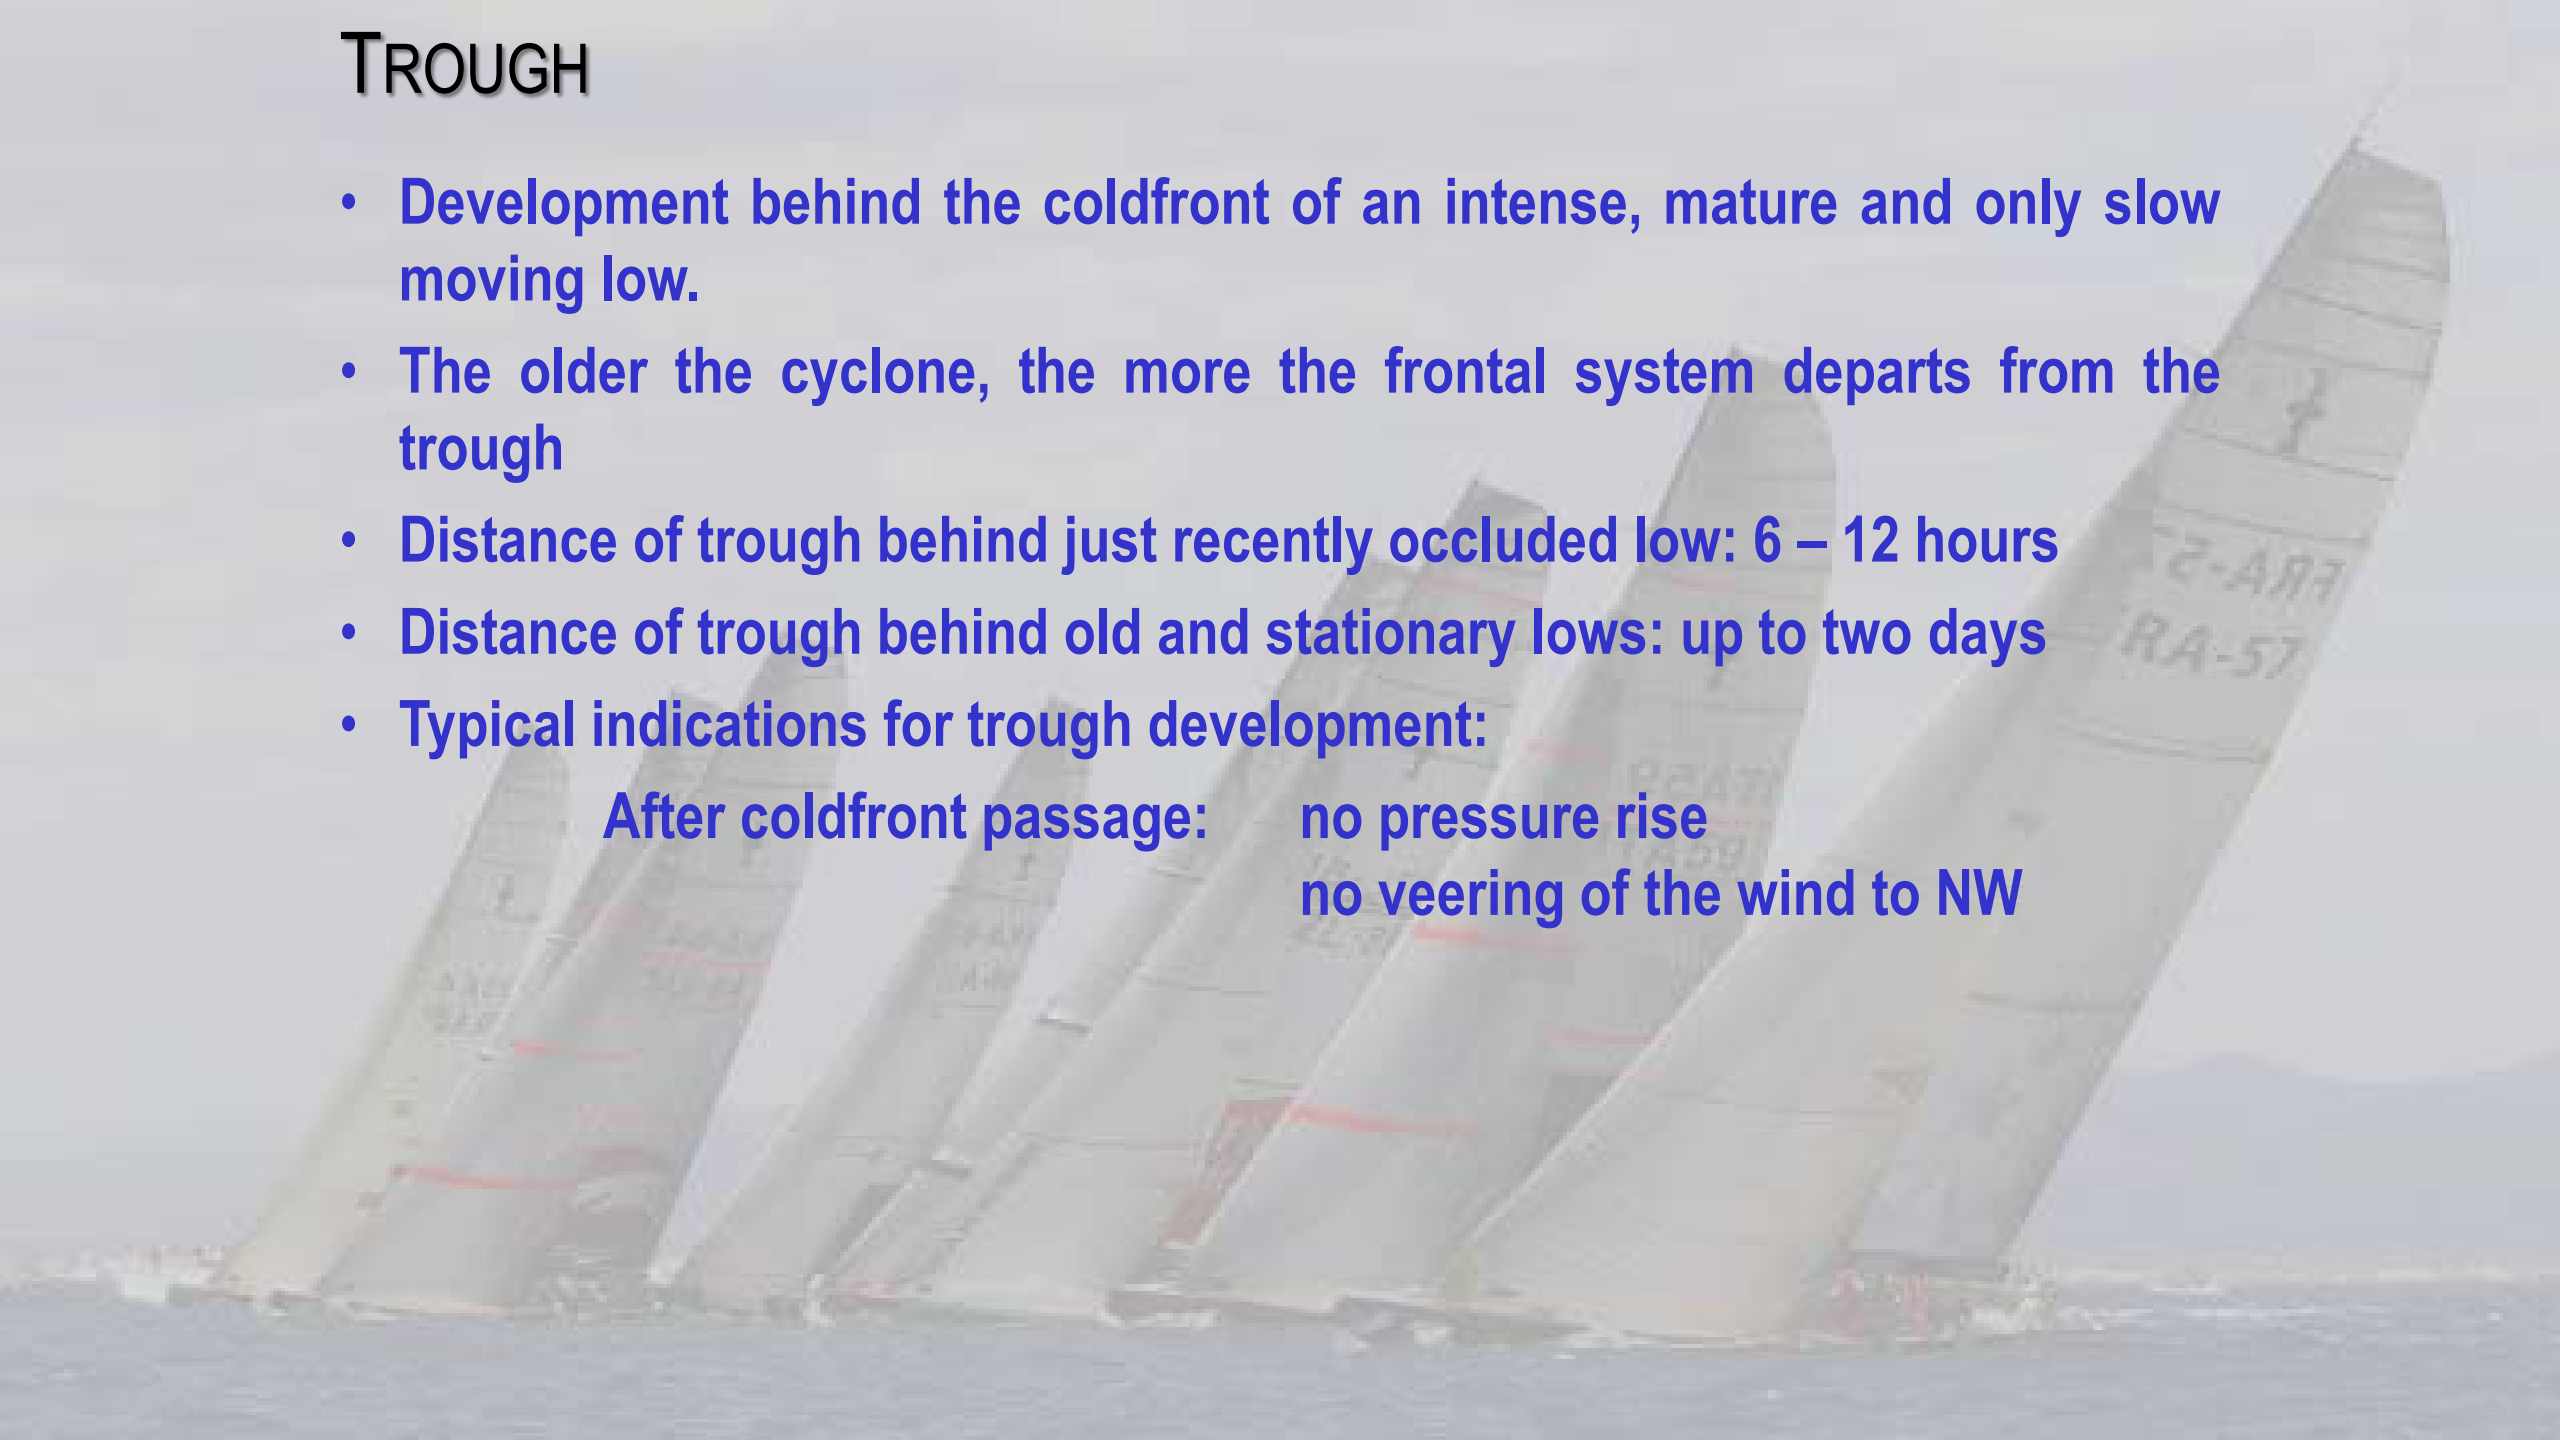 TROUGH
• Development behind the coldfront of an intense, mature and only slow
moving low.
• The older the cyclone, the more the frontal system departs from the
trough
• Distance of trough behind just recently occluded low: 6 – 12 hours
• Distance of trough behind old and stationary lows: up to two days
• Typical indications for trough development:
After coldfront passage: no pressure rise
no veering of the wind to NW
RA-57